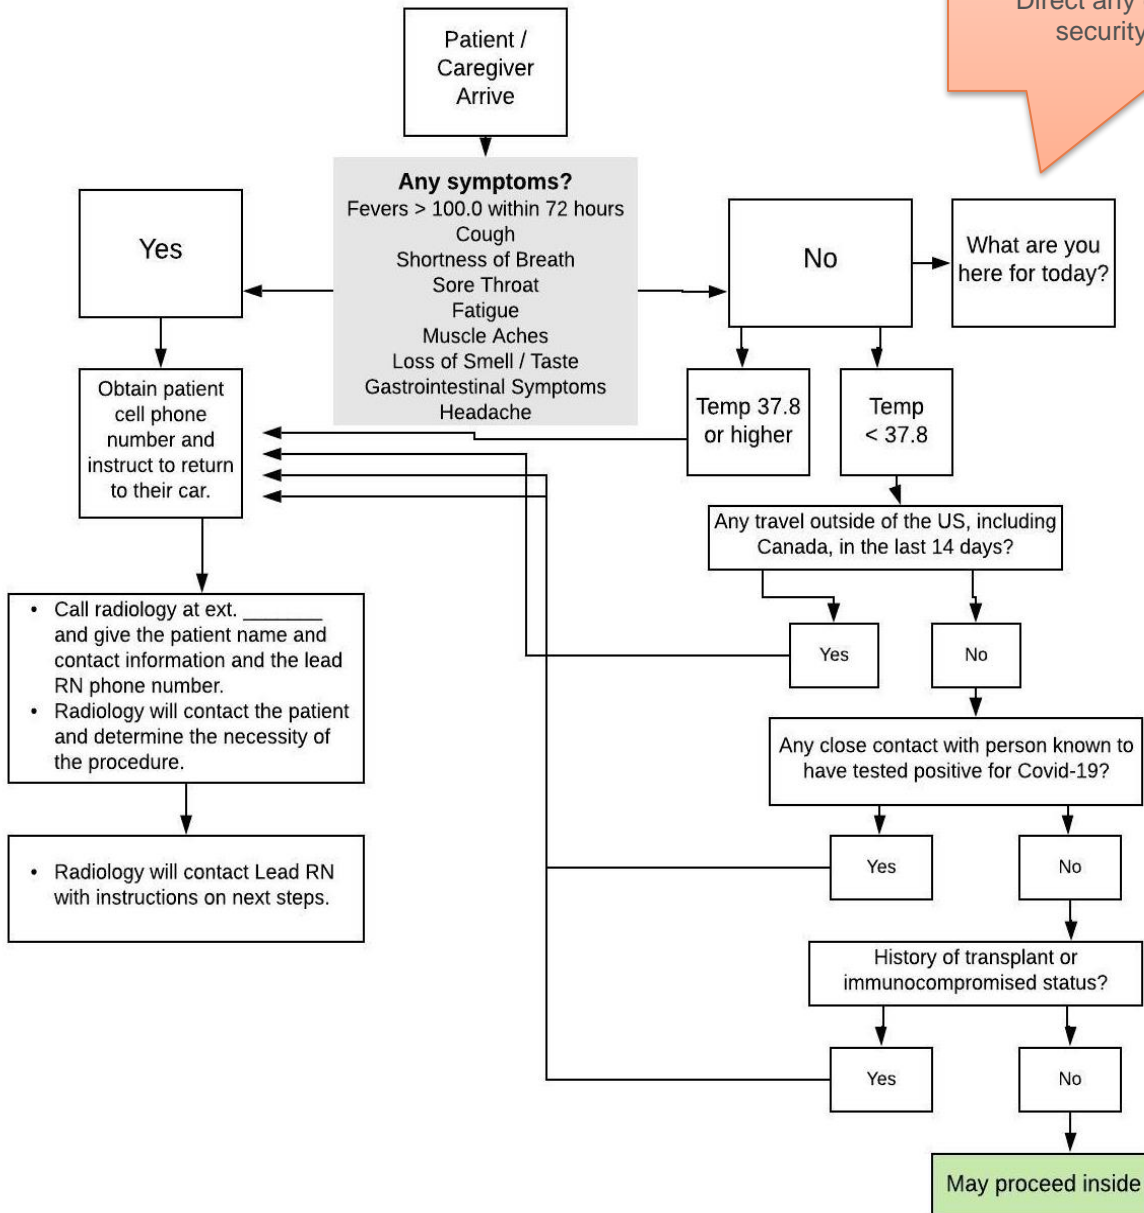 Direct any
security
Patient /
Caregiver
Arrive
Any symptoms?
Fevers > 100.0 within 72 hours
Cough
Shortness of Breath
Sore Throat
Fatigue
Muscle Aches
Loss of Smell / Taste
Gastrointestinal Symptoms
Headache
Yes
No
What are you
here for today?
Obtain patient
cell phone
number and
instruct to return
to their car.
Temp 37.8
or higher
Temp
< 37.8
Any travel outside of the US, including
Canada, in the last 14 days?
Yes
No
• Call radiology at ext. _______
and give the patient name and
contact information and the lead
RN phone number.
• Radiology will contact the patient
and determine the necessity of
the procedure.
Any close contact with person known to
have tested positive for Covid-19?
Yes
No
• Radiology will contact Lead RN
with instructions on next steps.
History of transplant or
immunocompromised status?
Yes
No
May proceed inside